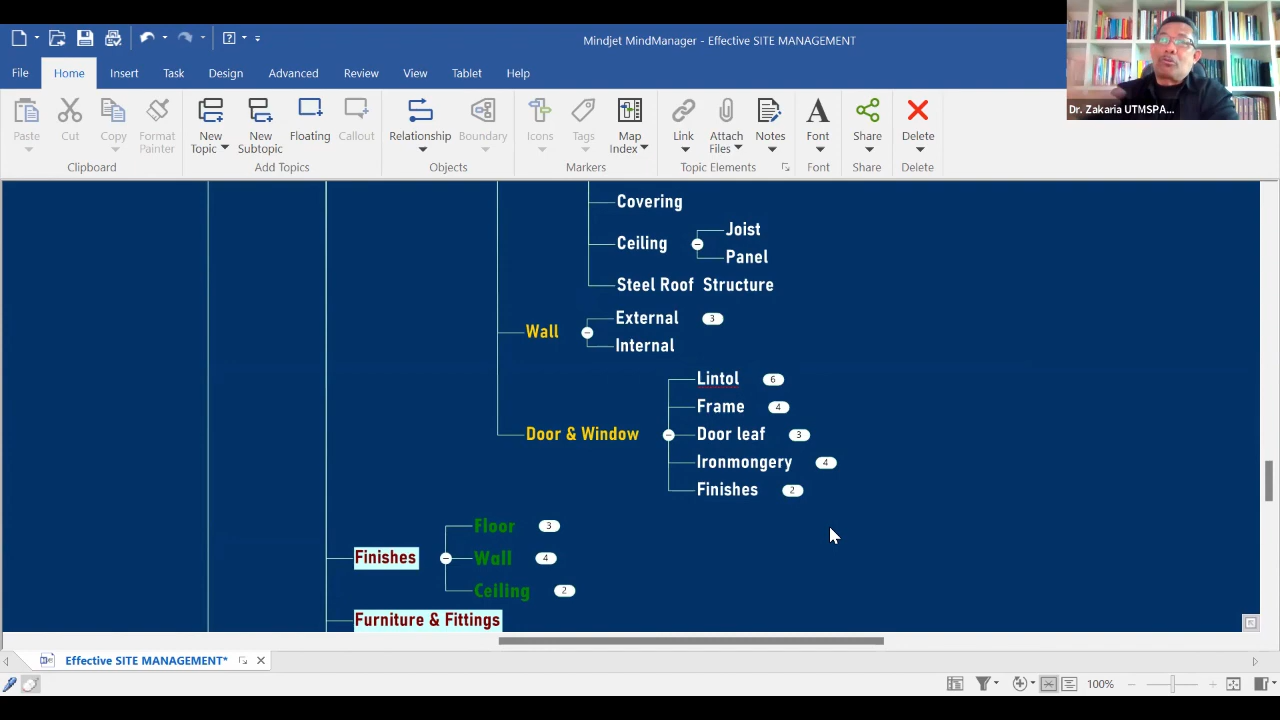 Mindjet MindManager - Effective SITE MANAGEMENT
File Home Insert Task Design Advanced Review View Tablet Help
Dr. Zakaria UTMSPA...
Paste Cut Copy Format Painter New Topic New Subtopic Floating Callout Relationship Boundary Icons Tags Map Index Link Attach Files Notes Font Share Delete
Clipboard Add Topics Objects Markers Topic Elements Font Share Delete
Covering
Joist
Ceiling
Panel
Steel Roof Structure
External 3
Wall
Internal
Lintol 6
Frame 4
Door & Window Door leaf 3
Ironmongery 4
Finishes 2
Floor 3
Finishes Wall 4
Ceiling 2
Furniture & Fittings
Effective SITE MANAGEMENT*
100%